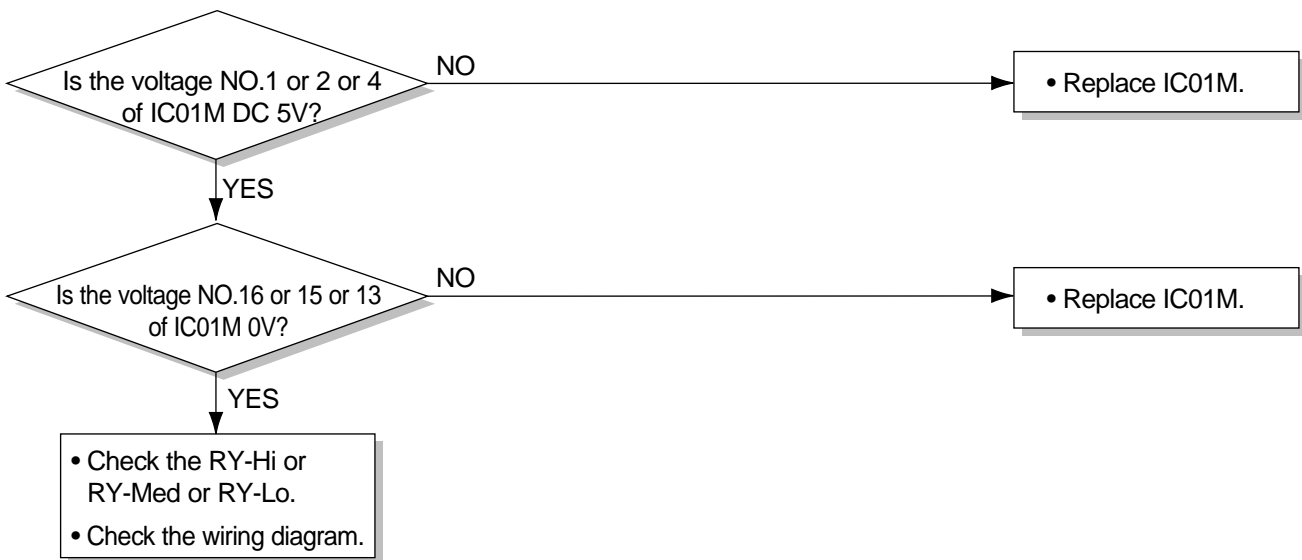 Is the voltage NO.1 or 2 or 4
of IC01M DC 5V?
NO
• Replace IC01M.
YES
Is the voltage NO.16 or 15 or 13
of IC01M 0V?
NO
• Replace IC01M.
YES
• Check the RY-Hi or
RY-Med or RY-Lo.
• Check the wiring diagram.